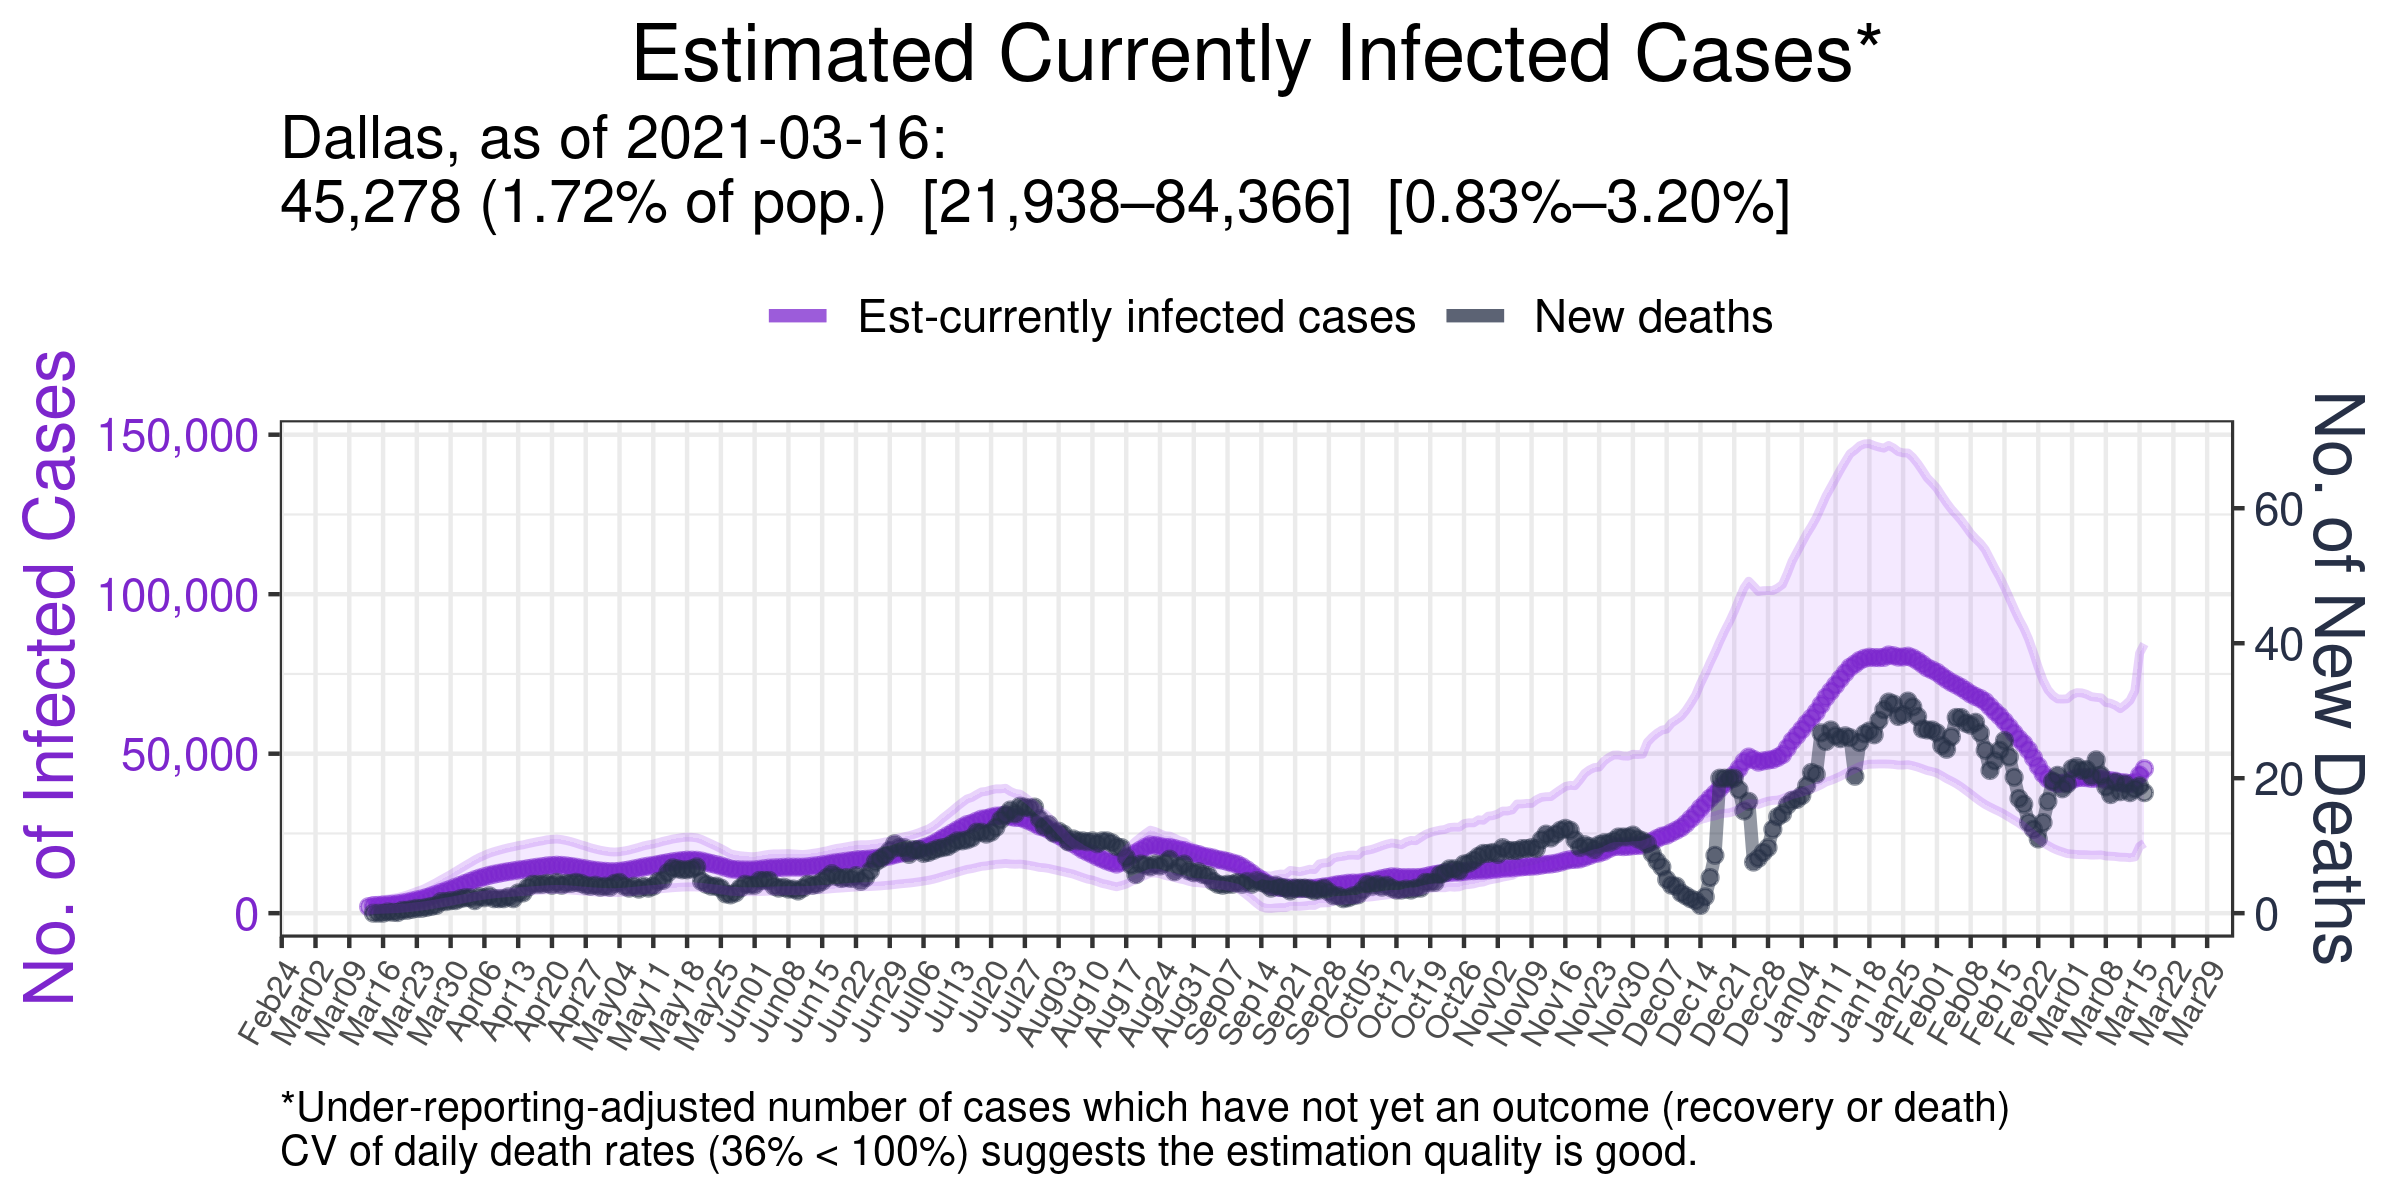 Estimated Currently Infected Cases*
Dallas, as of 2021-03-16:
45,278 (1.72% of pop.) [21,938–84,366] [0.83%–3.20%]
Est-currently infected cases
New deaths
No. of Infected Cases
150,000
100,000
50,000
0
60
40
20
0
No. of New Deaths
Feb24
Mar02
Mar09
Mar16
Mar23
Mar30
Apr06
Apr13
Apr20
Apr27
May04
May11
May18
May25
Jun01
Jun08
Jun15
Jun22
Jun29
Jul06
Jul13
Jul20
Jul27
Aug03
Aug10
Aug17
Aug24
Aug31
Sep07
Sep14
Sep21
Sep28
Oct05
Oct12
Oct19
Oct26
Nov02
Nov09
Nov16
Nov23
Nov30
Dec07
Dec14
Dec21
Dec28
Jan04
Jan11
Jan18
Jan25
Feb01
Feb08
Feb15
Feb22
Mar01
Mar08
Mar15
Mar22
Mar29
*Under-reporting-adjusted number of cases which have not yet an outcome (recovery or death)
CV of daily death rates (36% < 100%) suggests the estimation quality is good.